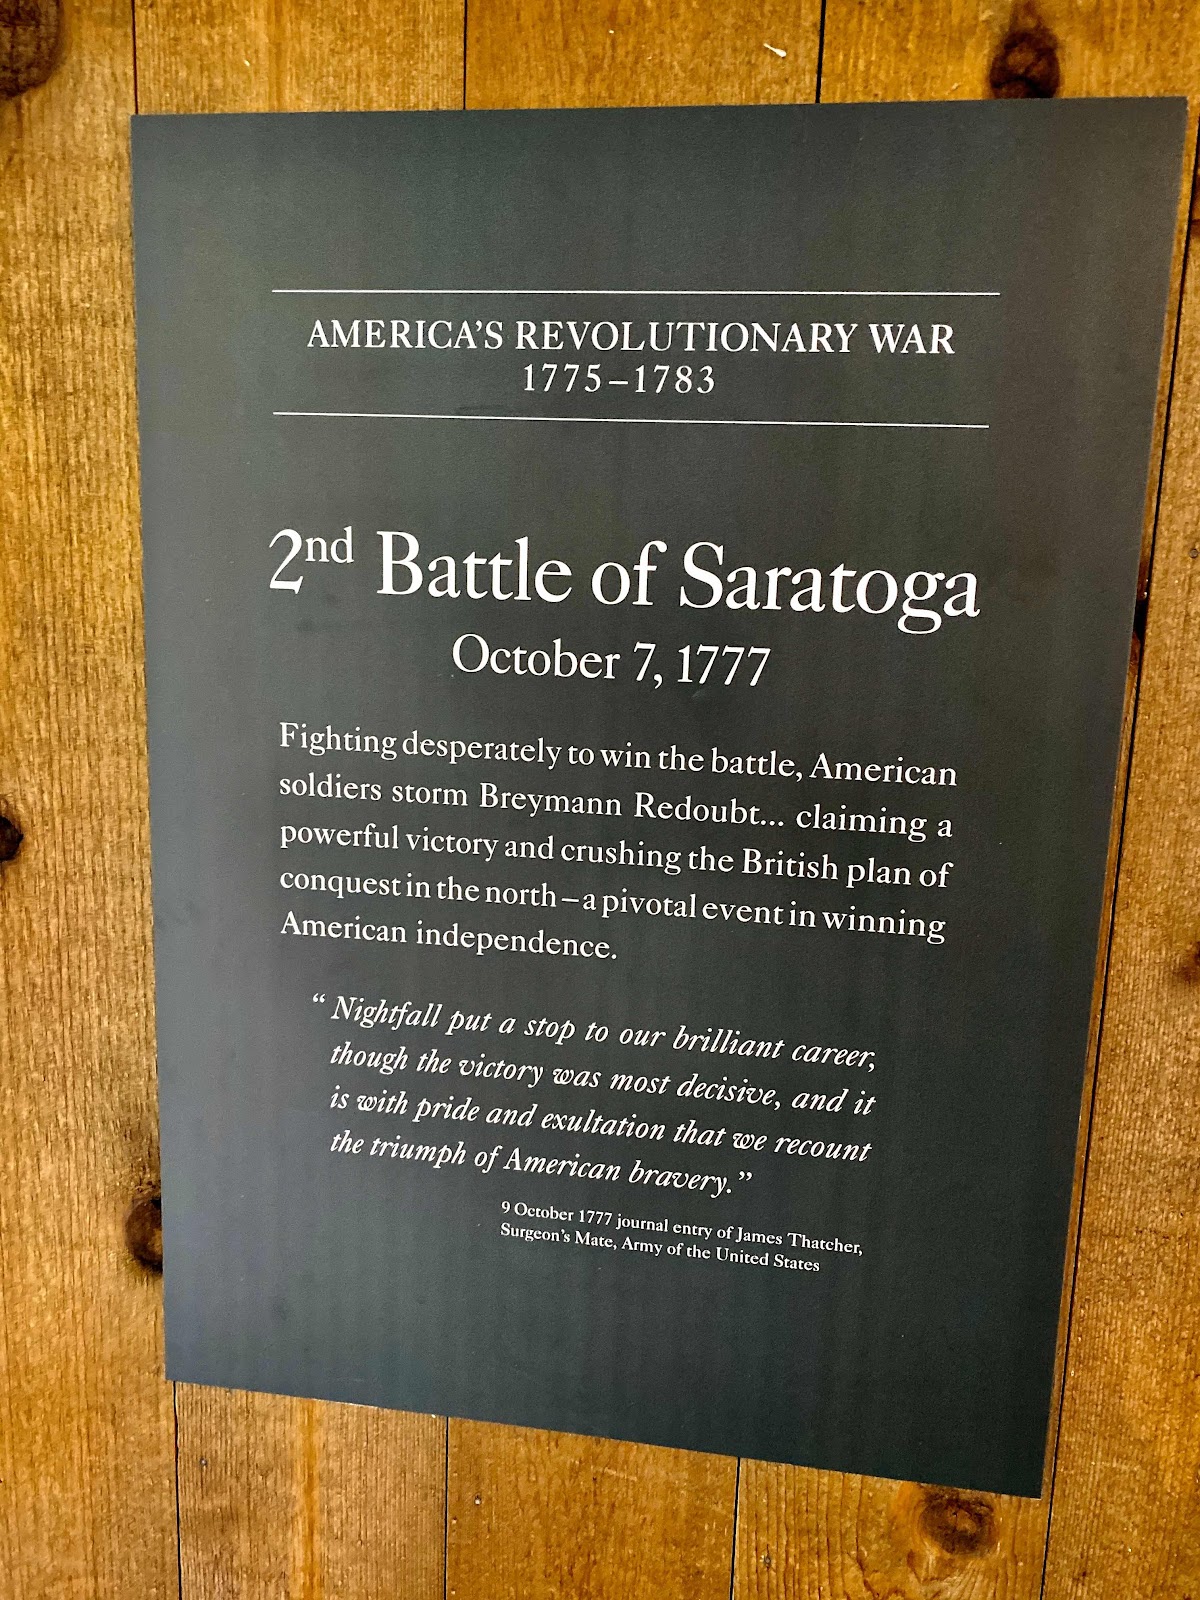 AMERICA'S REVOLUTIONARY WAR
1775–1783
2nd Battle of Saratoga
October 7, 1777
Fighting desperately to win the battle, American
soldiers storm Breymann Redoubt... claiming a
powerful victory and crushing the British plan of
conquest in the north – a pivotal event in winning
American independence.
“ Nightfall put a stop to our brilliant career,
though the victory was most decisive, and it
is with pride and exultation that we recount
the triumph of American bravery.”
9 October 1777 journal entry of James Thatcher,
Surgeon's Mate, Army of the United States